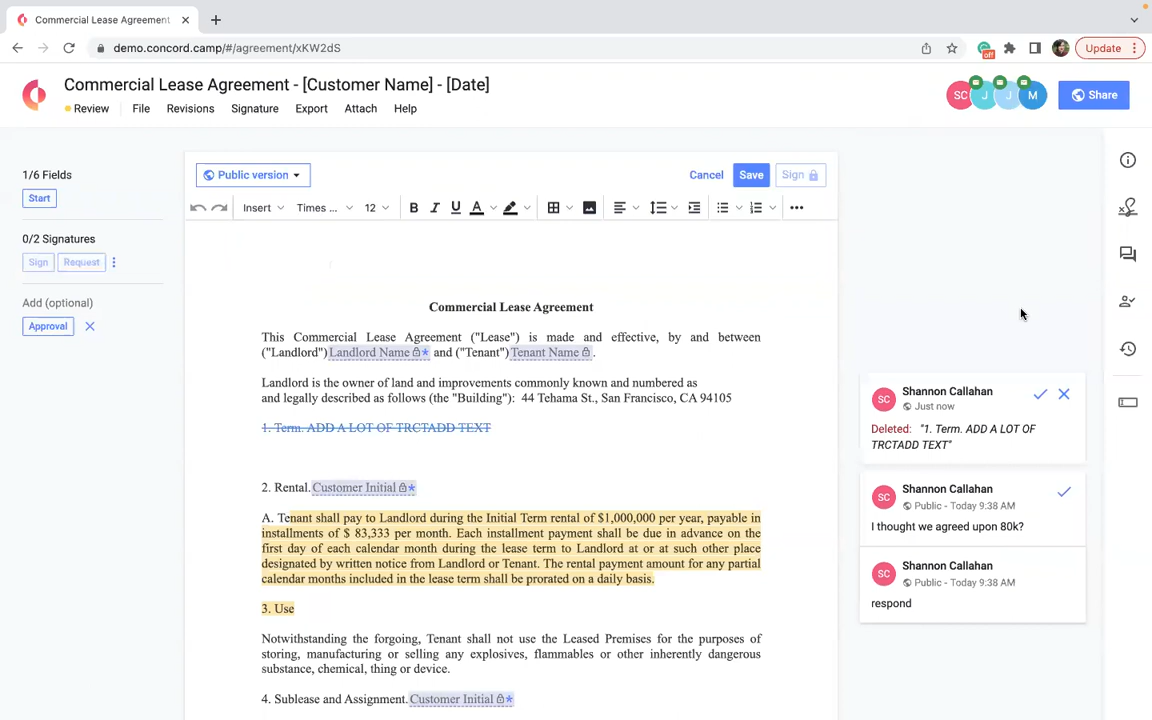 Commercial Lease Agreement
demo.concord.camp/#/agreement/xKW2dS
off
Update
Commercial Lease Agreement - [Customer Name] - [Date]
Review File Revisions Signature Export Attach Help
SC J J M
Share
1/6 Fields
Start
0/2 Signatures
Sign Request
Add (optional)
Approval
Public version
Cancel Save Sign
Insert Times ... 12 B I U A
Commercial Lease Agreement
This Commercial Lease Agreement ("Lease") is made and effective, by and between
("Landlord") Landlord Name * and ("Tenant") Tenant Name .
Landlord is the owner of land and improvements commonly known and numbered as
and legally described as follows (the "Building"): 44 Tehama St., San Francisco, CA 94105
1. Term. ADD A LOT OF TRCTADD TEXT
2. Rental. Customer Initial *
A. Tenant shall pay to Landlord during the Initial Term rental of $1,000,000 per year, payable in
installments of $ 83,333 per month. Each installment payment shall be due in advance on the
first day of each calendar month during the lease term to Landlord at or at such other place
designated by written notice from Landlord or Tenant. The rental payment amount for any partial
calendar months included in the lease term shall be prorated on a daily basis.
3. Use
Notwithstanding the forgoing, Tenant shall not use the Leased Premises for the purposes of
storing, manufacturing or selling any explosives, flammables or other inherently dangerous
substance, chemical, thing or device.
4. Sublease and Assignment. Customer Initial *
SC
Shannon Callahan
Just now
Deleted: "1. Term. ADD A LOT OF
TRCTADD TEXT"
SC
Shannon Callahan
Public - Today 9:38 AM
I thought we agreed upon 80k?
SC
Shannon Callahan
Public - Today 9:38 AM
respond